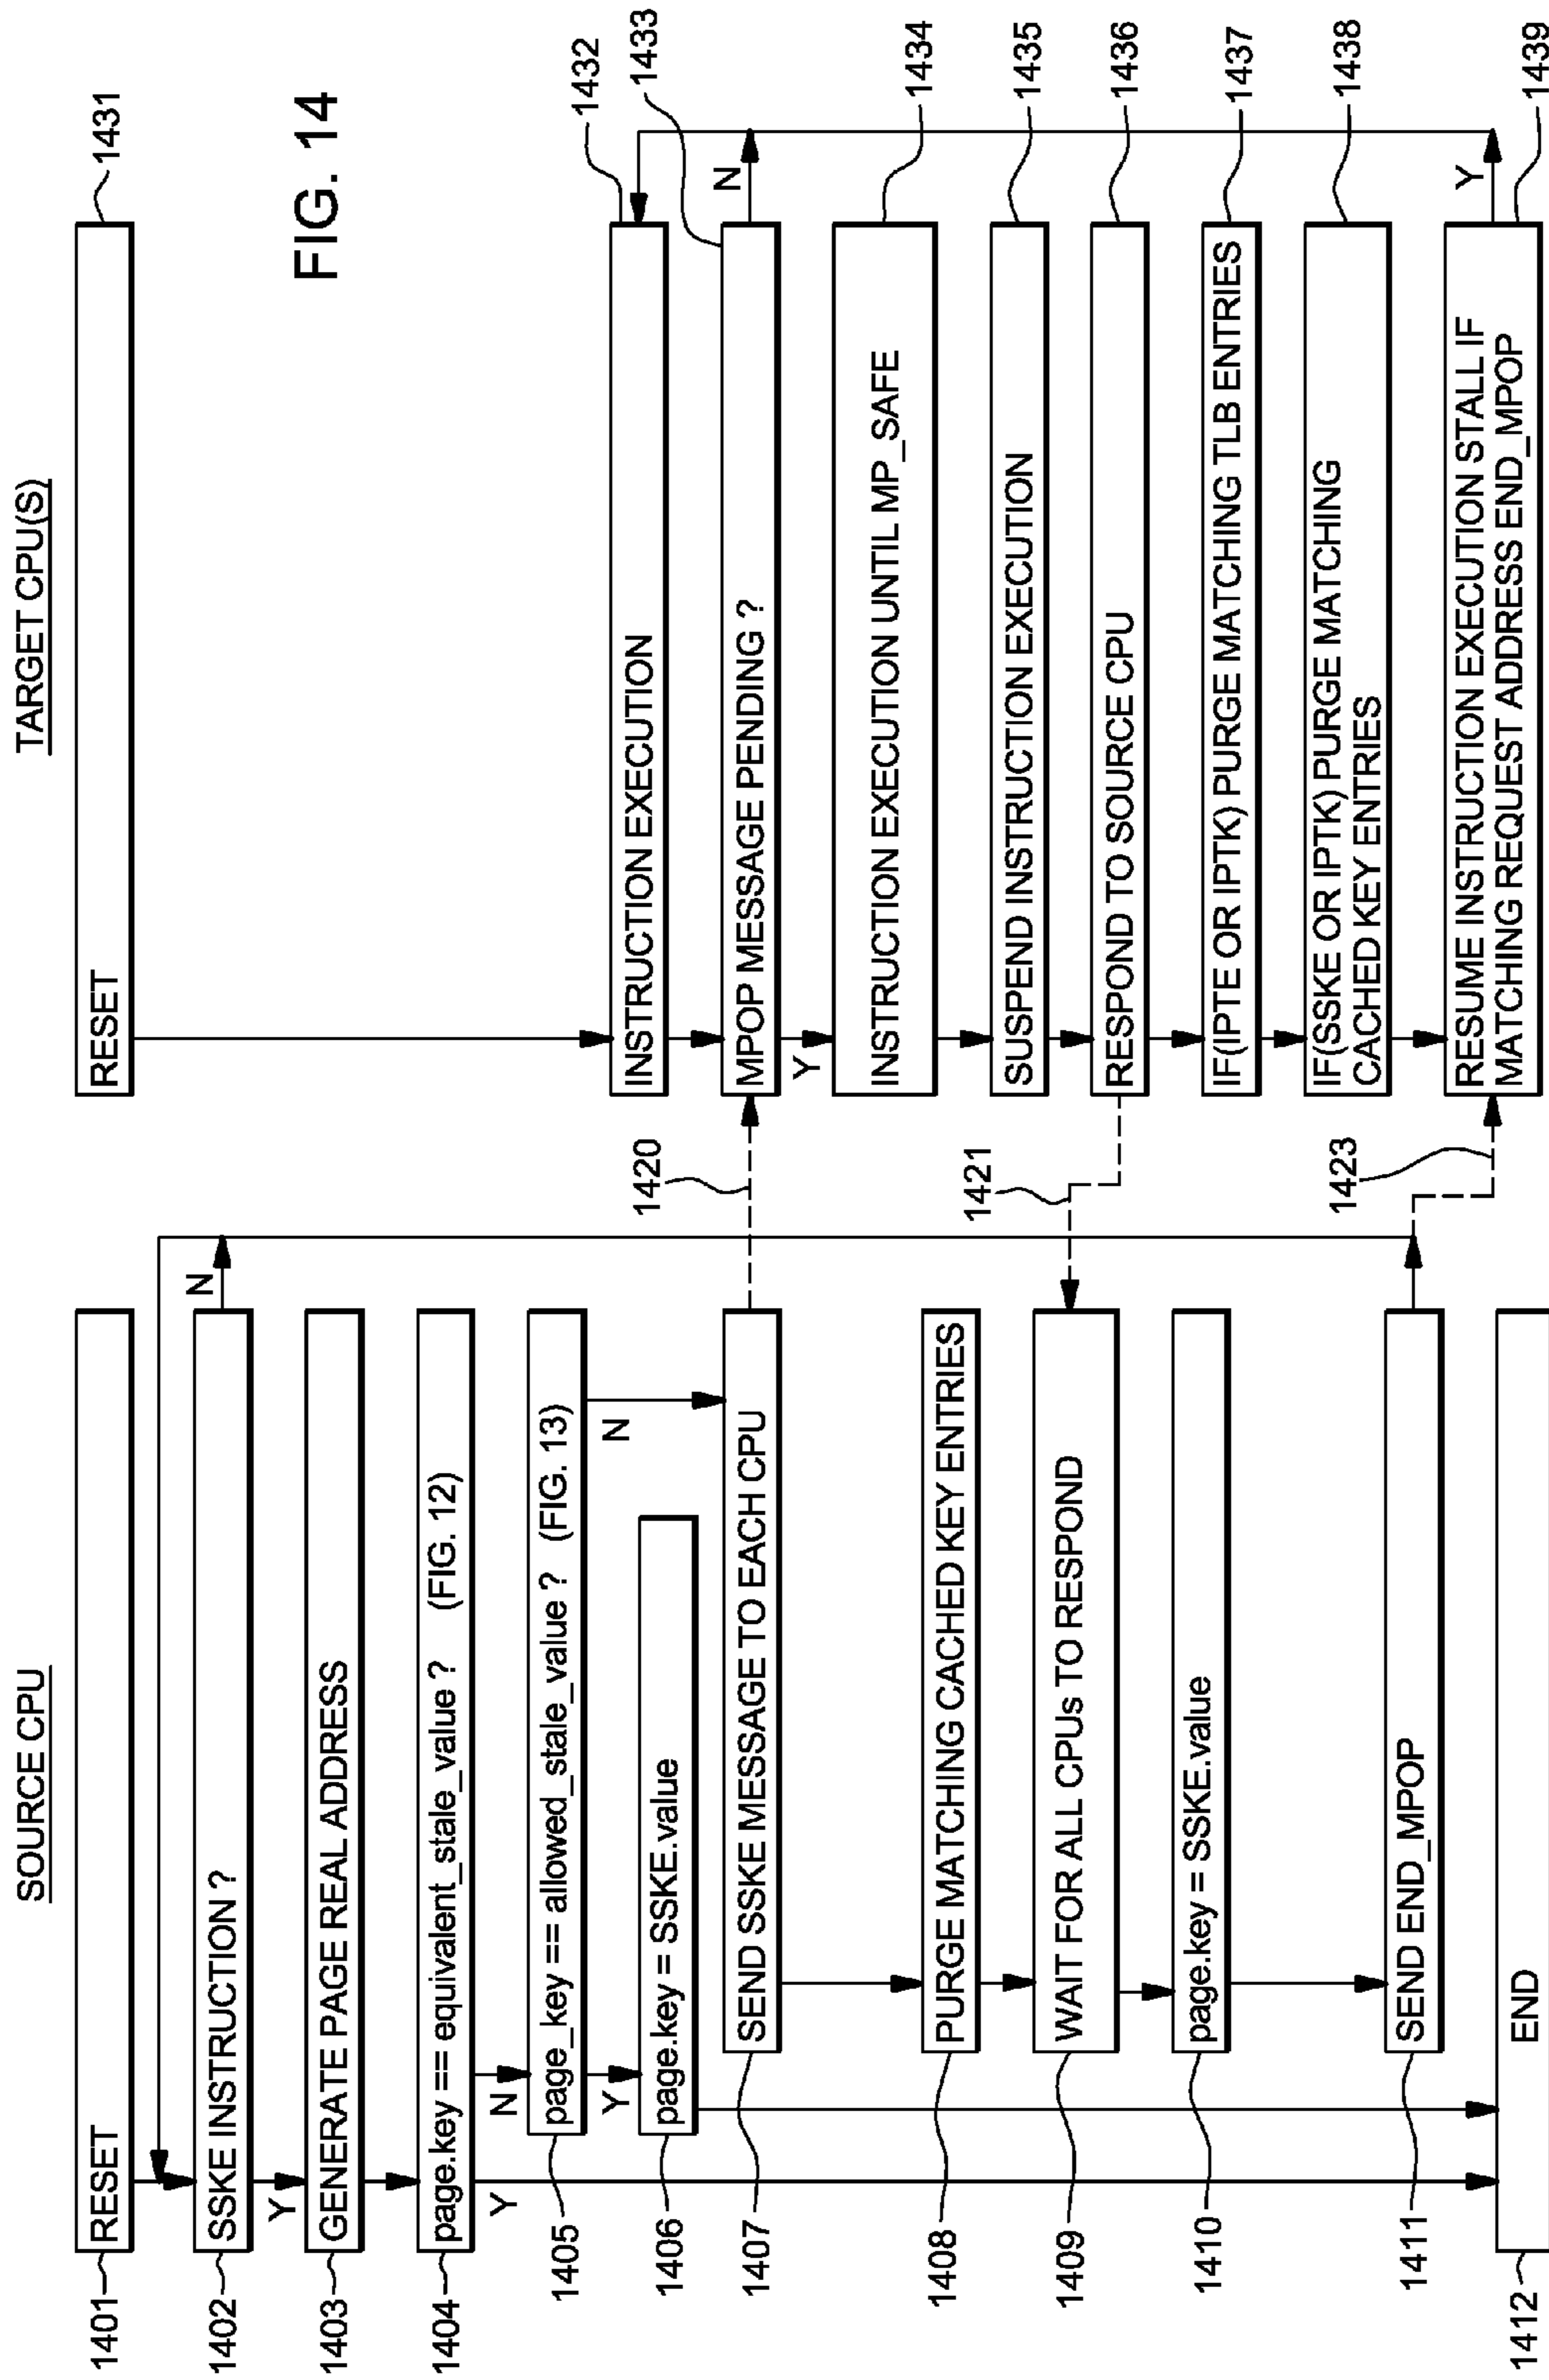 FIG. 14
SOURCE CPU
1401
RESET
1402
SSKE INSTRUCTION ?
N
Y
1403
GENERATE PAGE REAL ADDRESS
1404
page.key == equivalent_stale_value ? (FIG. 12)
Y
N
1405
page_key == allowed_stale_value ? (FIG. 13)
Y
N
1406
page.key = SSKE.value
1407
SEND SSKE MESSAGE TO EACH CPU
1408
PURGE MATCHING CACHED KEY ENTRIES
1409
WAIT FOR ALL CPUs TO RESPOND
1410
page.key = SSKE.value
1411
SEND END_MPOP
1412
END
1420
1421
1423
TARGET CPU(S)
RESET
1431
INSTRUCTION EXECUTION
1432
MPOP MESSAGE PENDING ?
1433
N
Y
INSTRUCTION EXECUTION UNTIL MP_SAFE
1434
SUSPEND INSTRUCTION EXECUTION
1435
RESPOND TO SOURCE CPU
1436
IF(IPTE OR IPTK) PURGE MATCHING TLB ENTRIES
1437
IF(SSKE OR IPTK) PURGE MATCHING
CACHED KEY ENTRIES
1438
RESUME INSTRUCTION EXECUTION STALL IF
MATCHING REQUEST ADDRESS END_MPOP
Y
1439